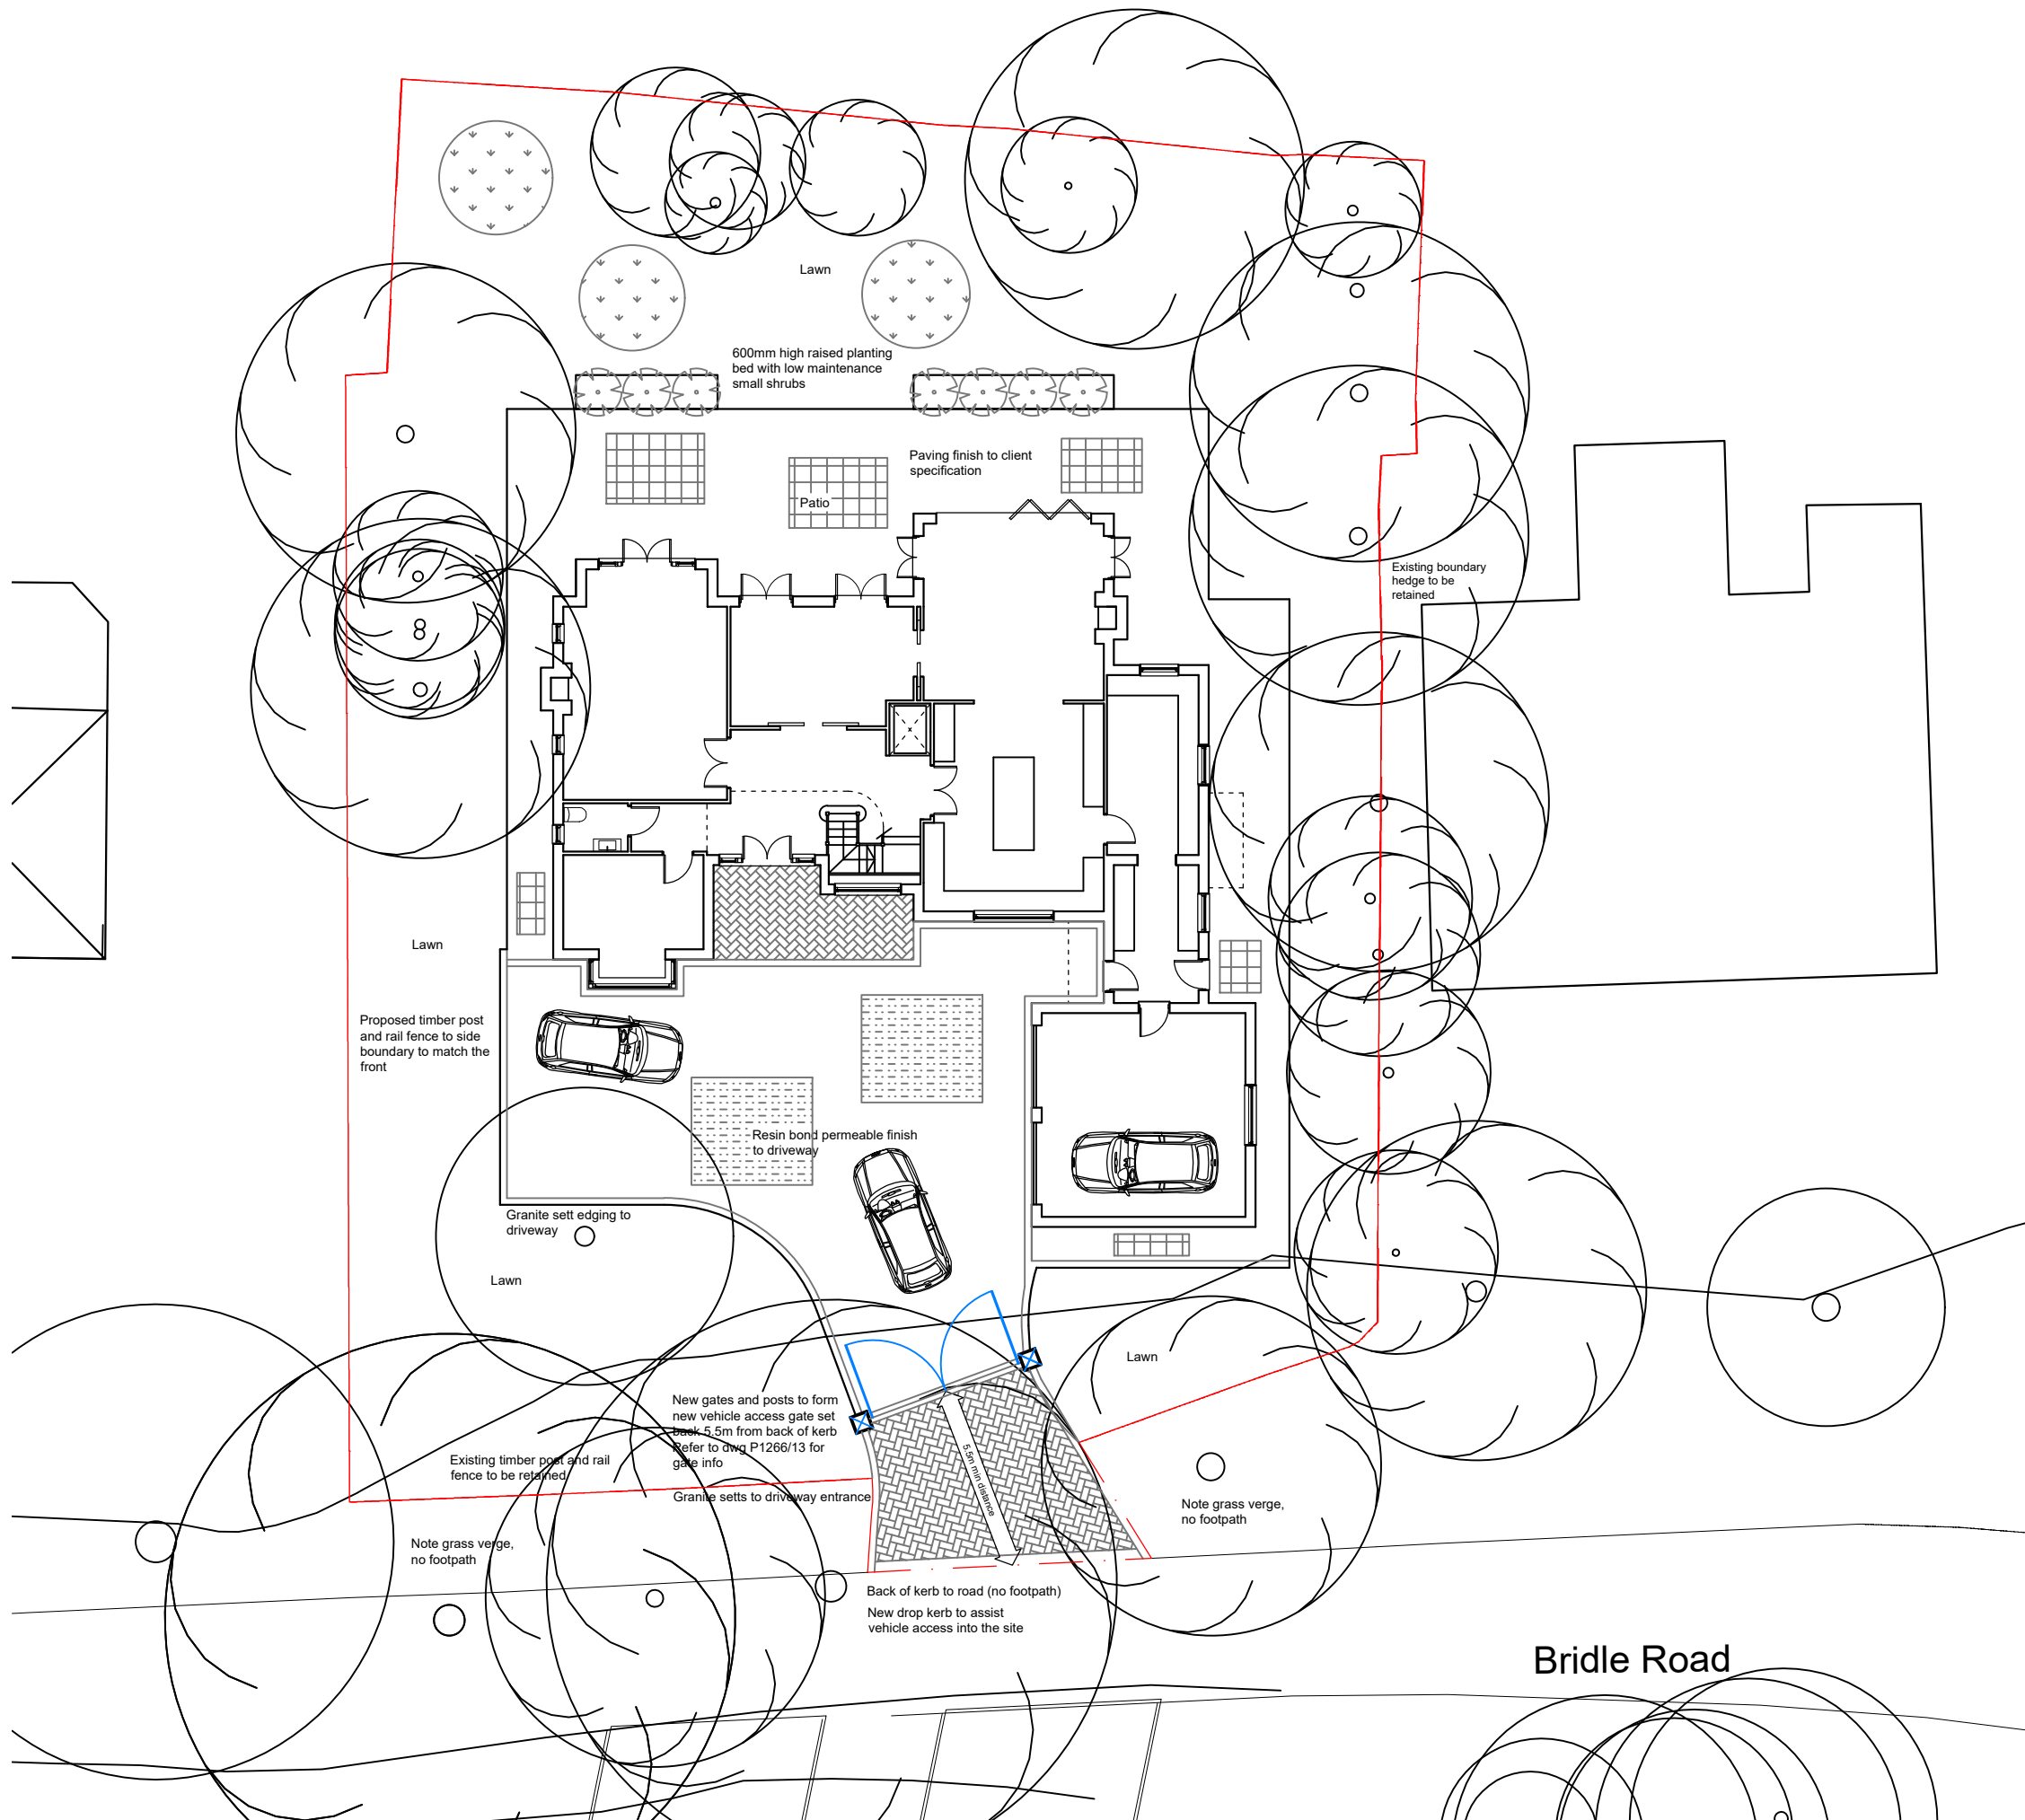 Lawn
600mm high raised planting
bed with low maintenance
small shrubs
Paving finish to client
specification
Patio
Existing boundary
hedge to be
retained
Lawn
Proposed timber post
and rail fence to side
boundary to match the
front
Resin bond permeable finish
to driveway
Granite sett edging to
driveway
Lawn
Lawn
New gates and posts to form
new vehicle access gate set
back 5.5m from back of kerb
Refer to dwg P1266/13 for
gate info
Existing timber post and rail
fence to be retained
5.5m min distance
Granite setts to driveway entrance
Note grass verge,
no footpath
Note grass verge,
no footpath
Back of kerb to road (no footpath)
New drop kerb to assist
vehicle access into the site
Bridle Road